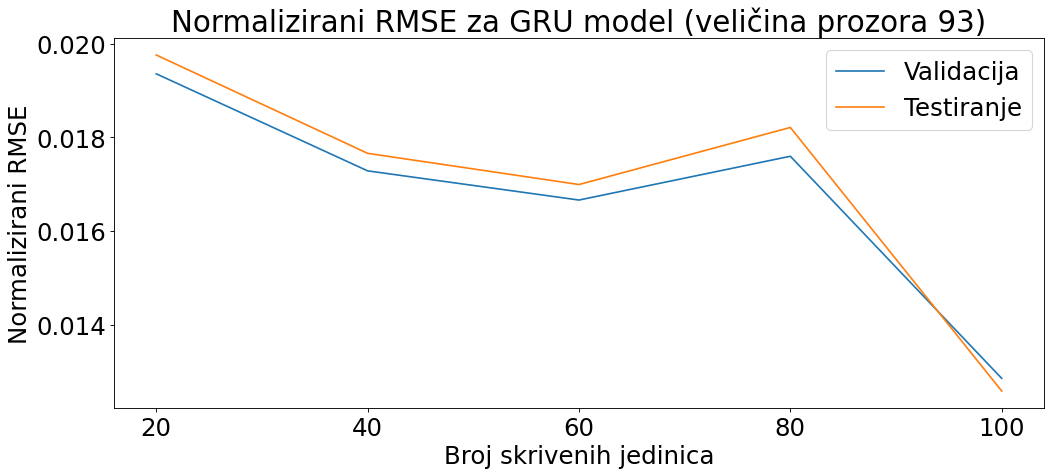 Normalizirani RMSE za GRU model (veličina prozora 93)
Normalizirani RMSE
0.020
0.018
0.016
0.014
Validacija
Testiranje
20 40 60 80 100
Broj skrivenih jedinica